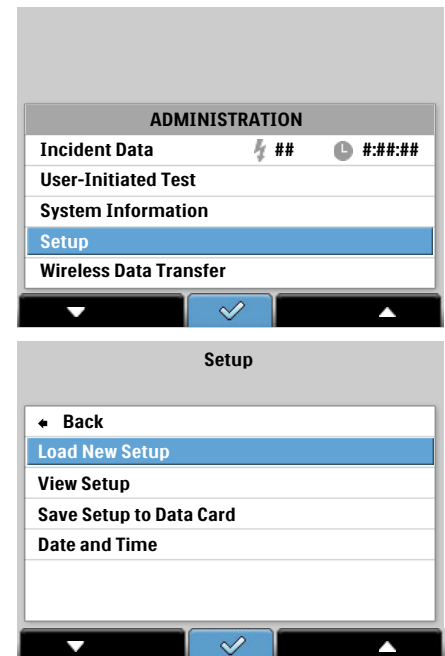 ADMINISTRATION
Incident Data ## #:##:##
User-Initiated Test
System Information
Setup
Wireless Data Transfer
Setup
Back
Load New Setup
View Setup
Save Setup to Data Card
Date and Time